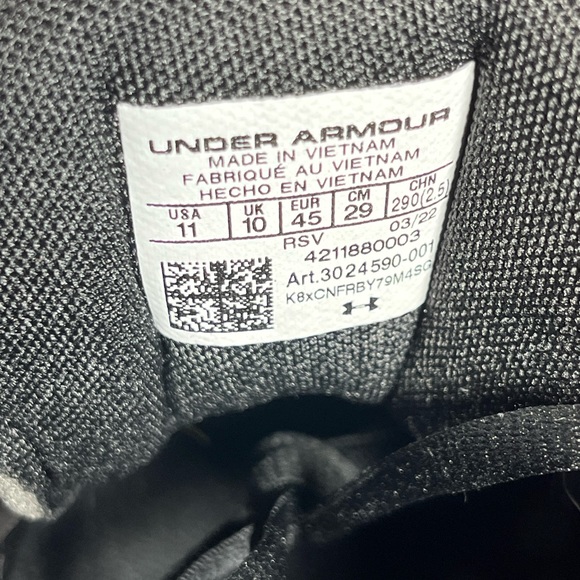 UNDER ARMOUR
MADE IN VIETNAM
FABRIQUÉ AU VIETNAM
HECHO EN VIETNAM
USA UK EUR CM CHN
11 10 45 29 290(2.5)
RSV 03/22
4211880003
Art.3024590-001
K8xCNFRBY79M4SG